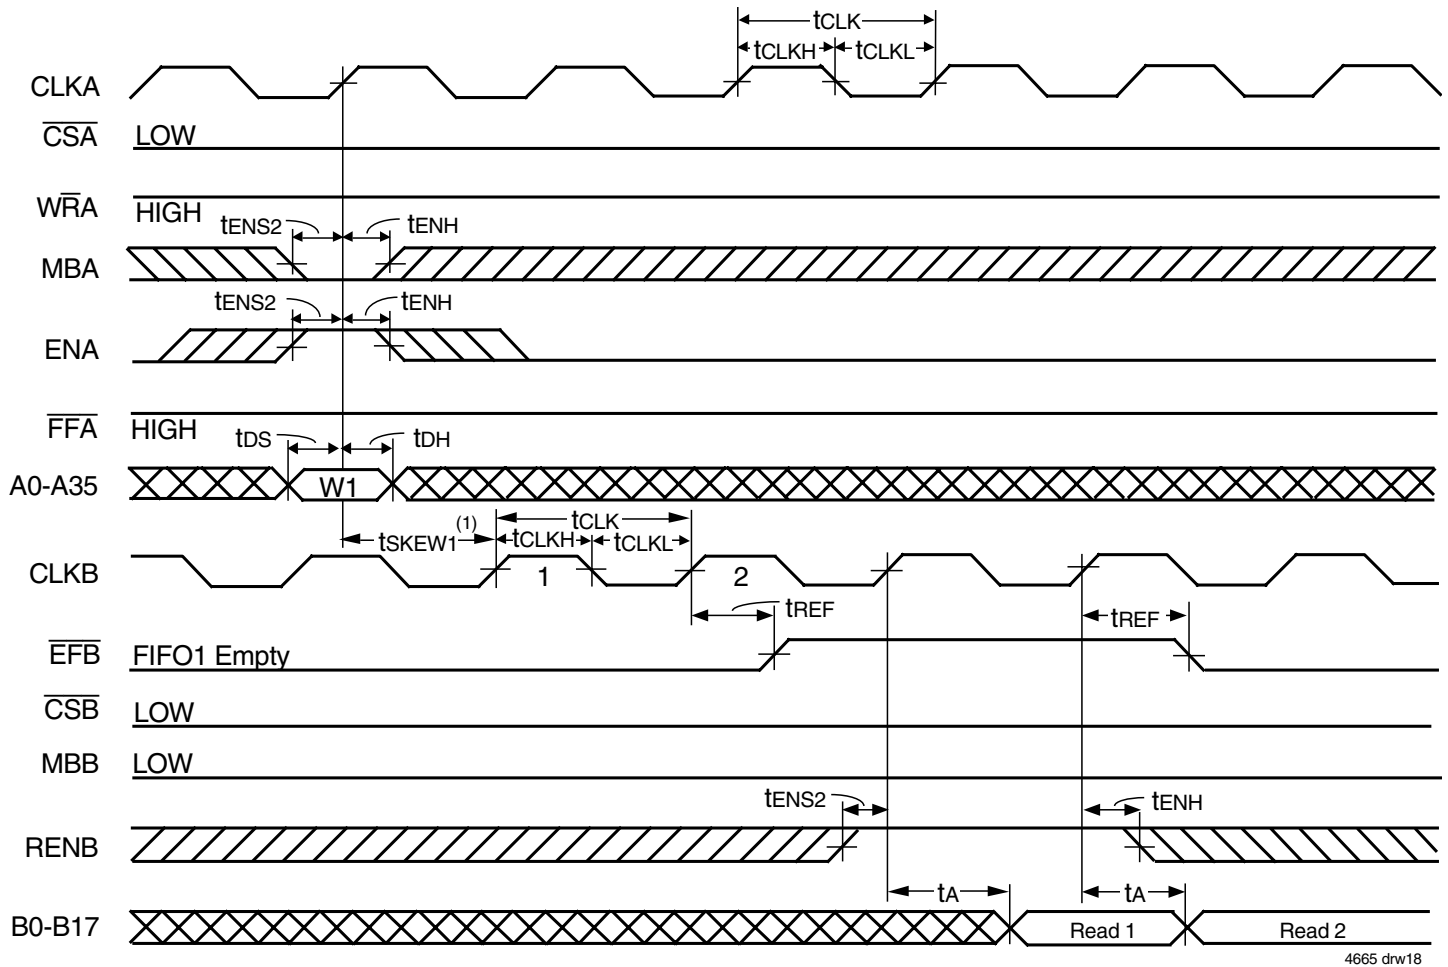 tCLK
tCLKH tCLKL
CLKA
CSA LOW
WRA HIGH
tENS2 tENH
MBA
tENS2 tENH
ENA
FFA HIGH
tDS tDH
A0-A35 W1
tSKEW1 (1) tCLK
tCLKH tCLKL
CLKB 1 2
tREF tREF
EFB FIFO1 Empty
CSB LOW
MBB LOW
tENS2 tENH
RENB
tA tA
B0-B17 Read 1 Read 2
4665 drw18